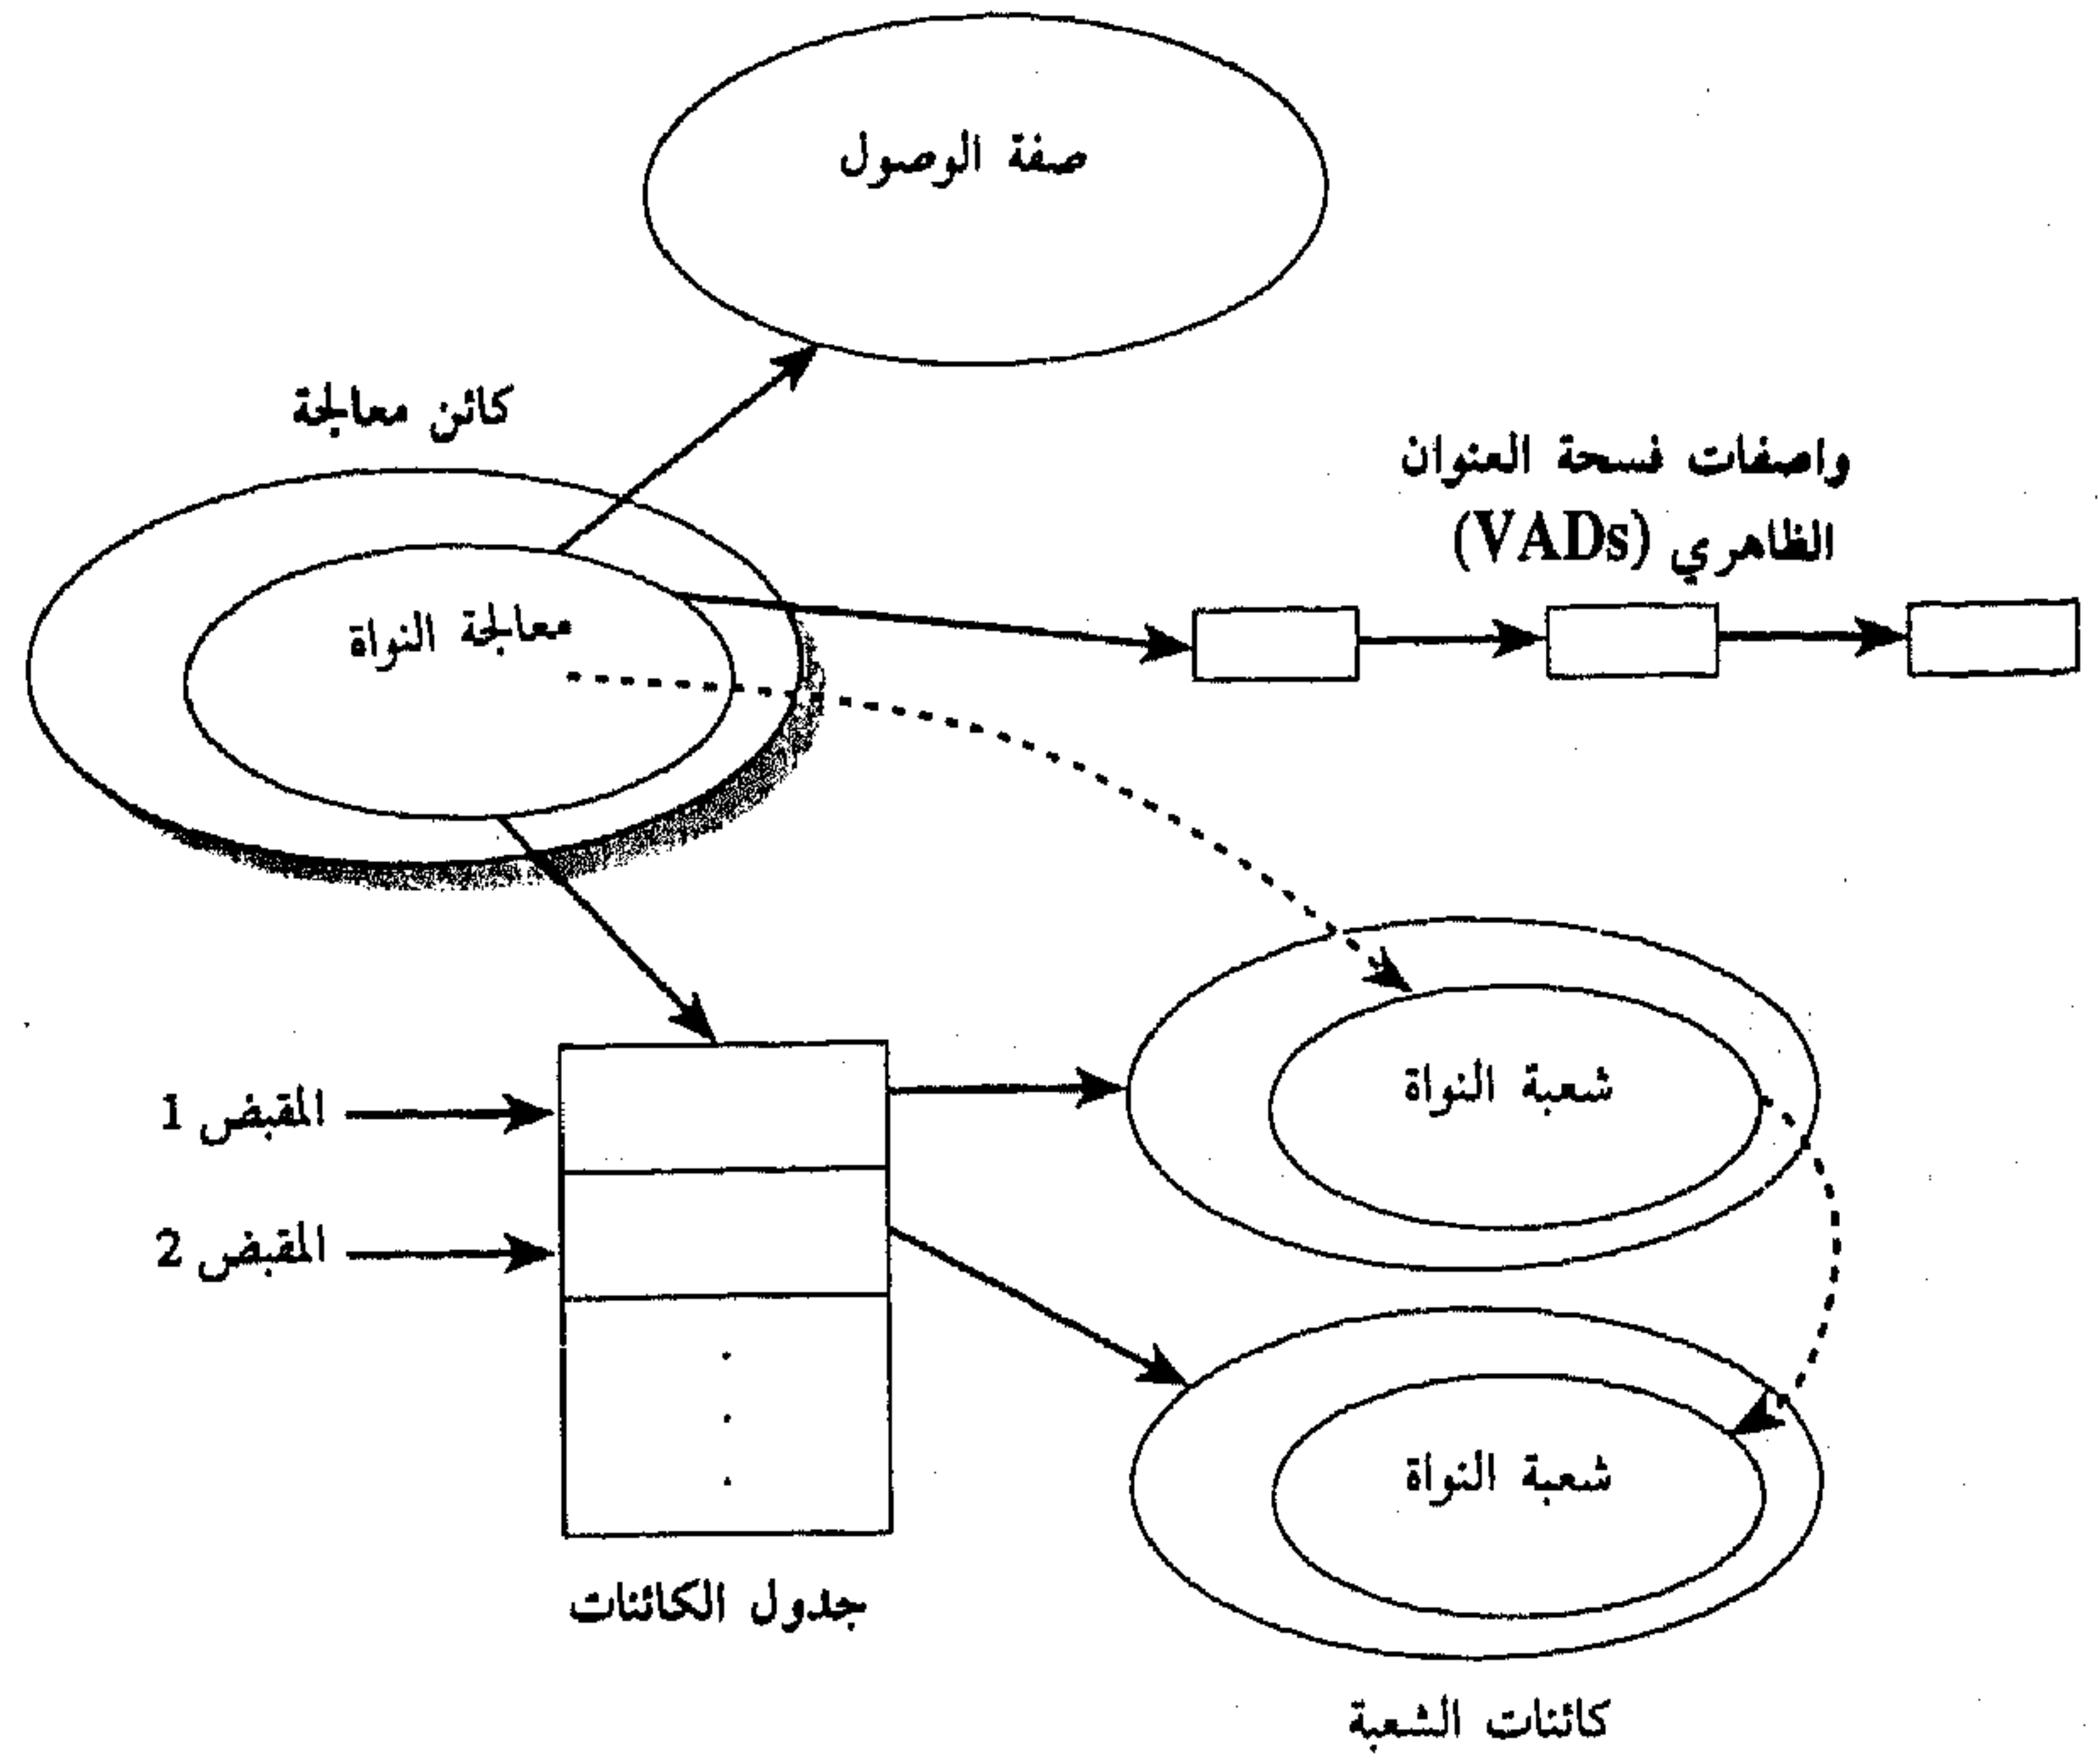 صفة الوصول
كائن معالجة
واصفات فسحة العنوان
الظاهري (VADs)
معالجة النواة
شعبة النواة
المقبض 1
المقبض 2
شعبة النواة
جدول الكائنات
كائنات الشعبة